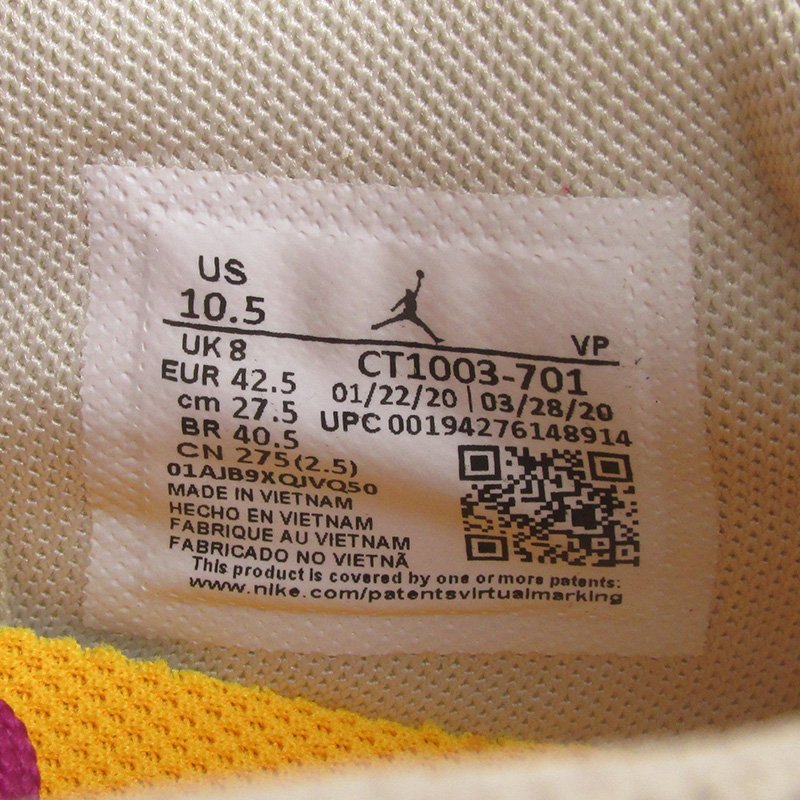 US
10.5
VP
UK 8
CT1003-701
EUR 42.5
01/22/20 | 03/28/20
cm 27.5
UPC 00194276148914
BR 40.5
CN 275(2.5)
01AJB9XQJVQ50
MADE IN VIETNAM
HECHO EN VIETNAM
FABRIQUE AU VIETNAM
FABRICADO NO VIETNÃ
This product is covered by one or more patents:
www.nike.com/patentsvirtualmarking